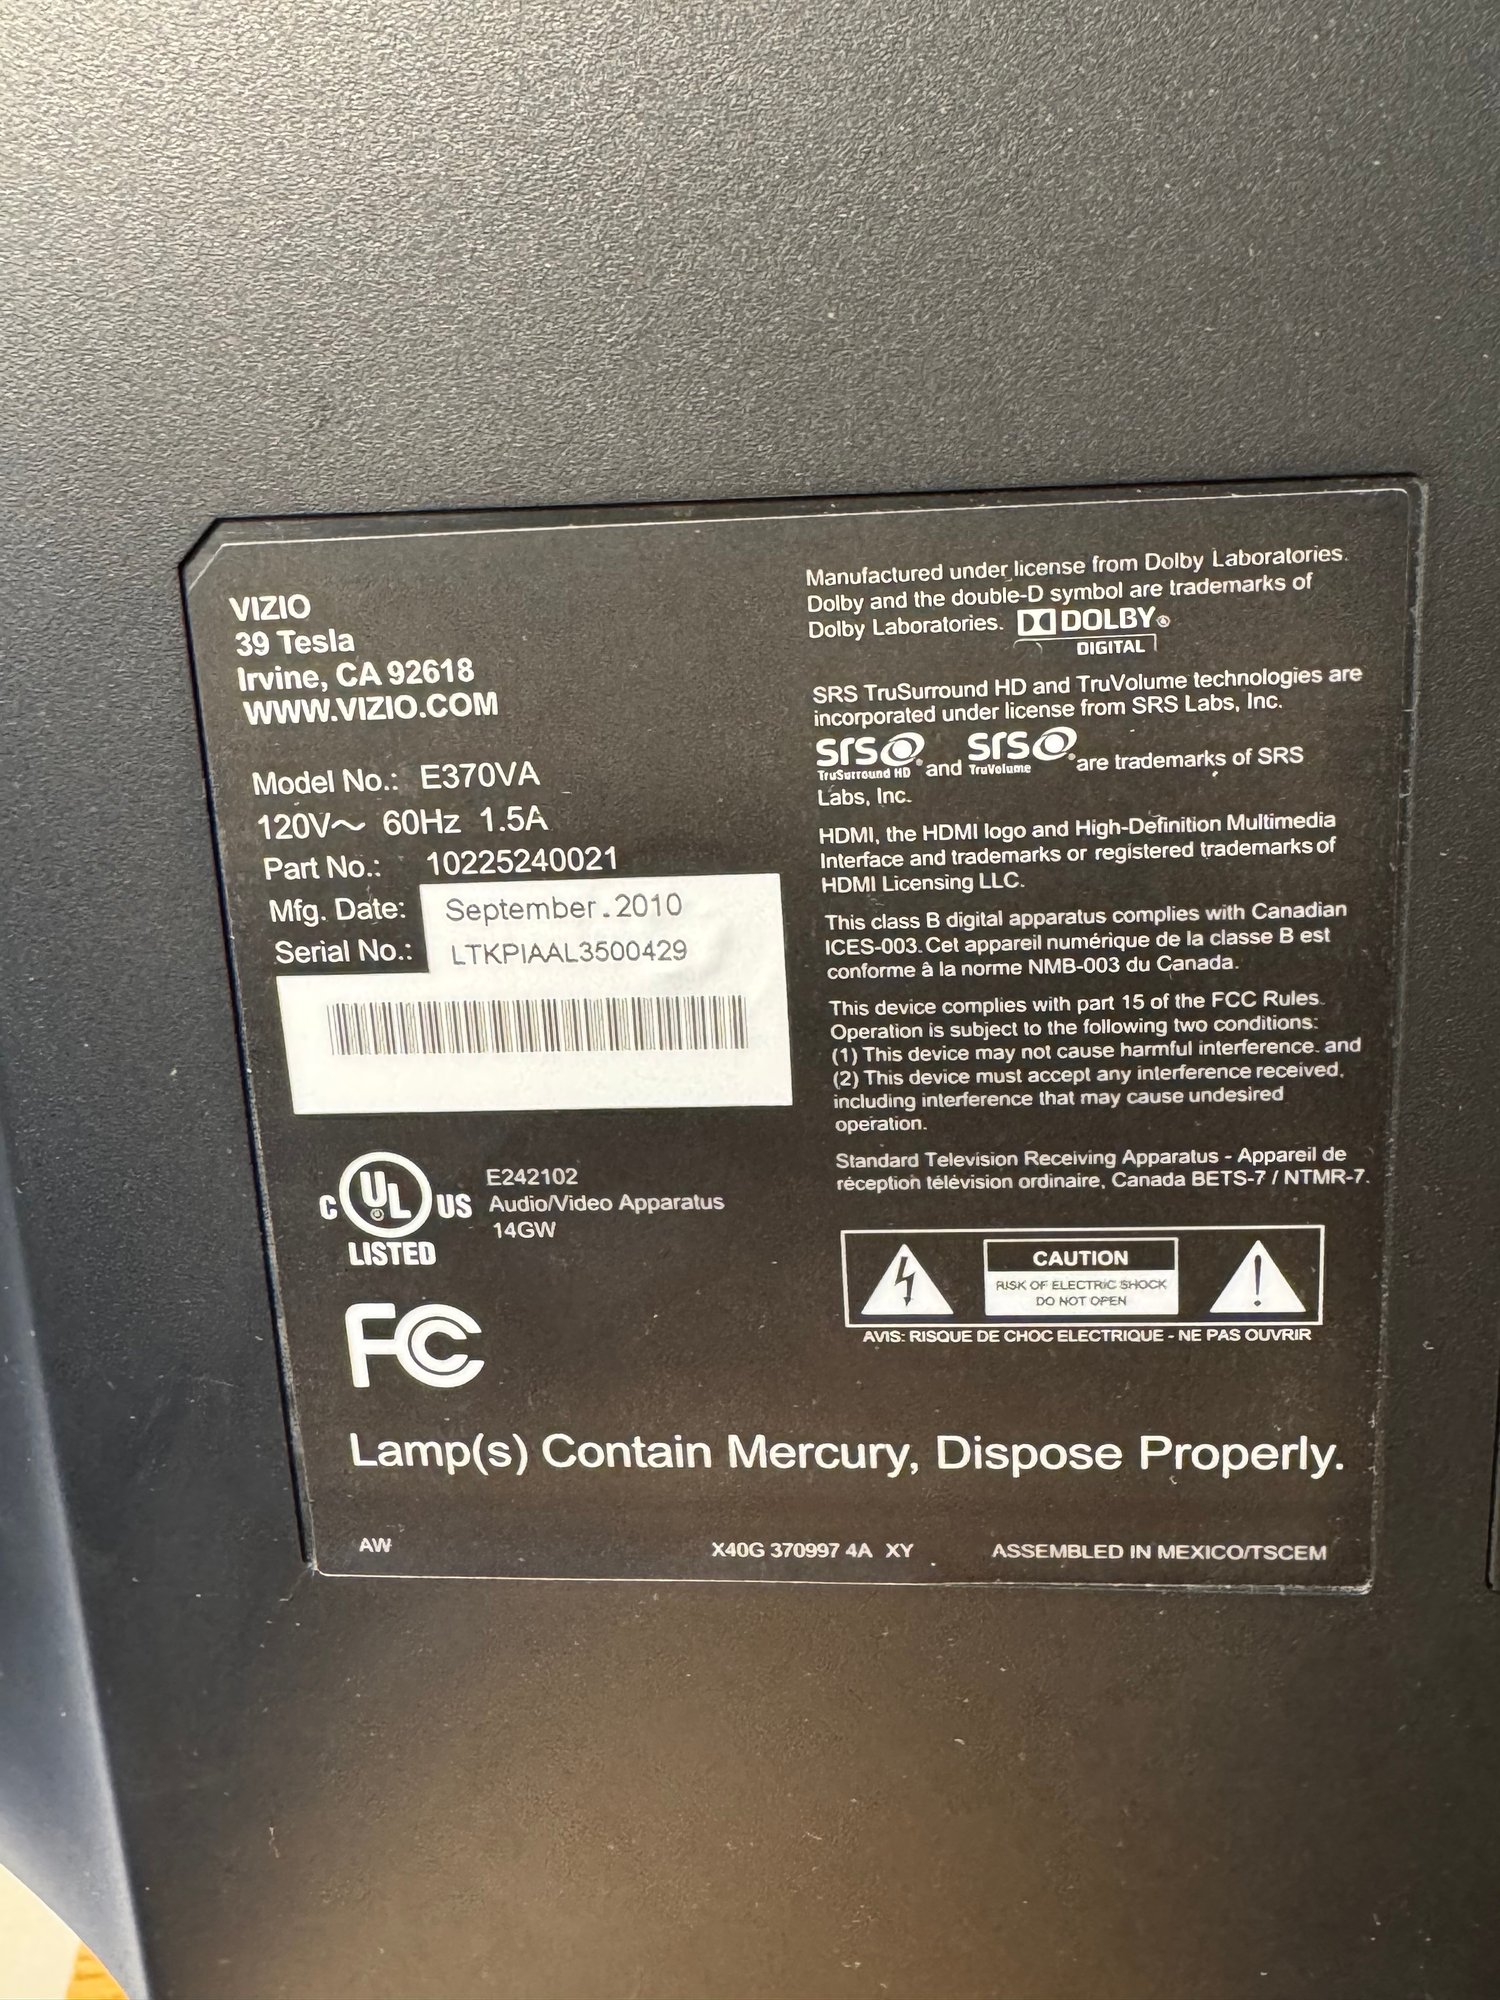 VIZIO
39 Tesla
Irvine, CA 92618
WWW.VIZIO.COM
Model No.: E370VA
120V~ 60Hz 1.5A
Part No.: 10225240021
Mfg. Date: September.2010
Serial No.: LTKPIAAL3500429
C UL US
LISTED
E242102
Audio/Video Apparatus
14GW
FC
Manufactured under license from Dolby Laboratories.
Dolby and the double-D symbol are trademarks of
Dolby Laboratories. DOLBY®
DIGITAL
SRS TruSurround HD and TruVolume technologies are
incorporated under license from SRS Labs, Inc.
SRS TruSurround HD and SRS TruVolume are trademarks of SRS
Labs, Inc.
HDMI, the HDMI logo and High-Definition Multimedia
Interface and trademarks or registered trademarks of
HDMI Licensing LLC.
This class B digital apparatus complies with Canadian
ICES-003. Cet appareil numérique de la classe B est
conforme à la norme NMB-003 du Canada.
This device complies with part 15 of the FCC Rules.
Operation is subject to the following two conditions:
(1) This device may not cause harmful interference. and
(2) This device must accept any interference received,
including interference that may cause undesired
operation.
Standard Television Receiving Apparatus - Appareil de
réception télévision ordinaire, Canada BETS-7 / NTMR-7.
CAUTION
RISK OF ELECTRIC SHOCK
DO NOT OPEN
AVIS: RISQUE DE CHOC ELECTRIQUE - NE PAS OUVRIR
Lamp(s) Contain Mercury, Dispose Properly.
AW X40G 370997 4A XY ASSEMBLED IN MEXICO/TSCEM